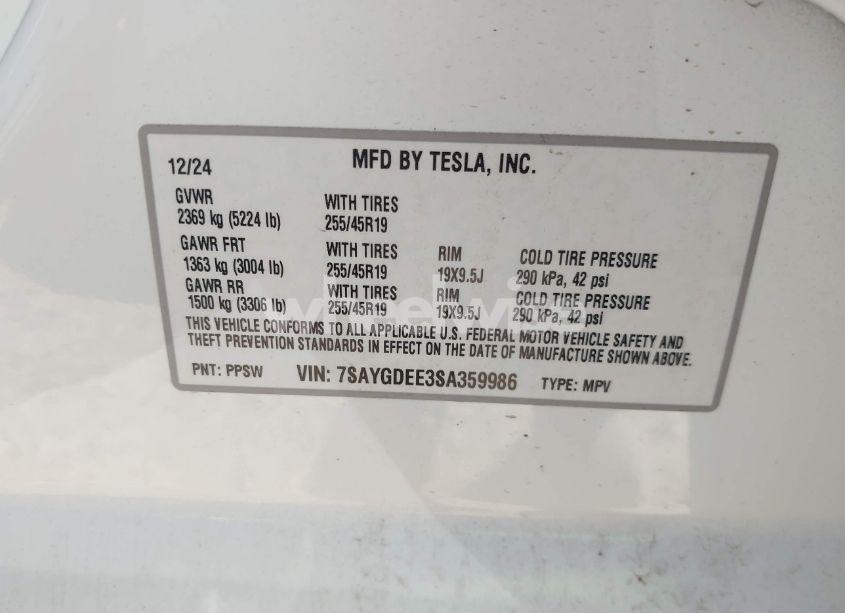 12/24 MFD BY TESLA, INC.
GVWR WITH TIRES
2369 kg (5224 lb) 255/45R19
GAWR FRT WITH TIRES RIM COLD TIRE PRESSURE
1363 kg (3004 lb) 255/45R19 19X9.5J 290 kPa, 42 psi
GAWR RR WITH TIRES RIM COLD TIRE PRESSURE
1500 kg (3306 lb) 255/45R19 19X9.5J 290 kPa, 42 psi
THIS VEHICLE CONFORMS TO ALL APPLICABLE U.S. FEDERAL MOTOR VEHICLE SAFETY AND
THEFT PREVENTION STANDARDS IN EFFECT ON THE DATE OF MANUFACTURE SHOWN ABOVE.
PNT: PPSW VIN: 7SAYGDEE3SA359986 TYPE: MPV